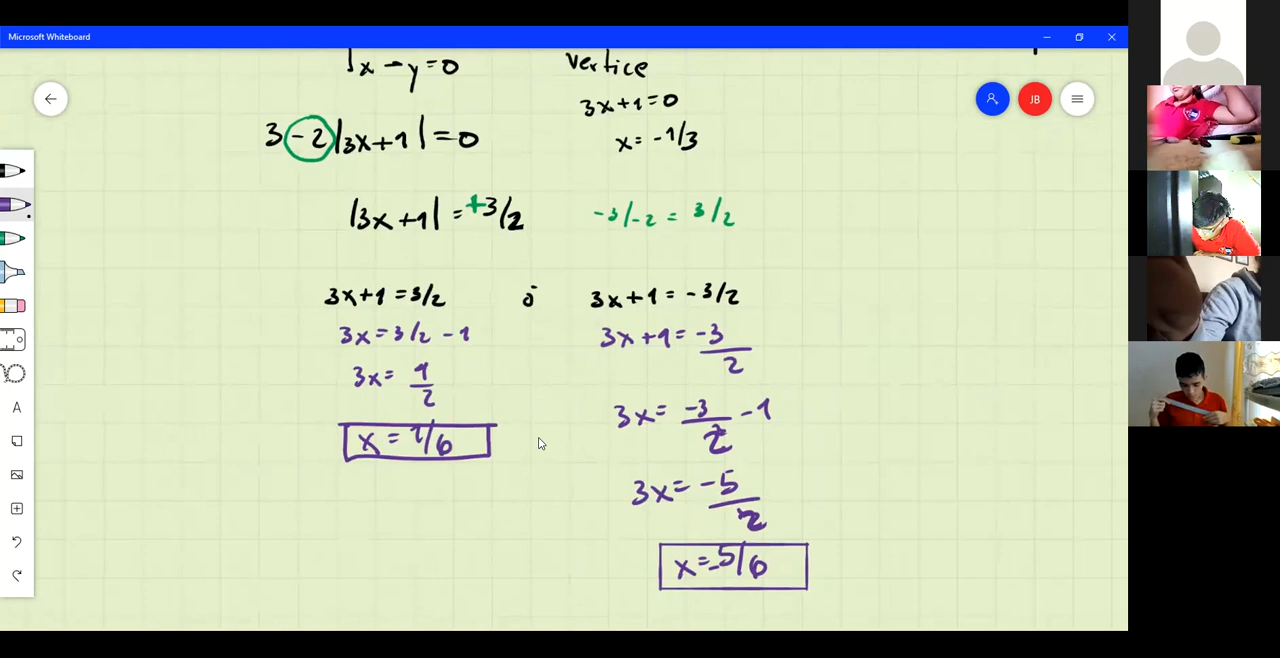 Microsoft Whiteboard
x - y = 0
vertice
3x+1=0
JB
3 -2|3x+1| = 0
x = -1/3
|3x+1| = +3/2
-3/-2 = 3/2
3x+1 = 3/2
ó
3x+1 = -3/2
3x = 3/2 - 1
3x+1 = -3/2
3x = 1/2
3x = -3/2 - 1
x = 1/6
3x = -5/2
x = -5/6
A